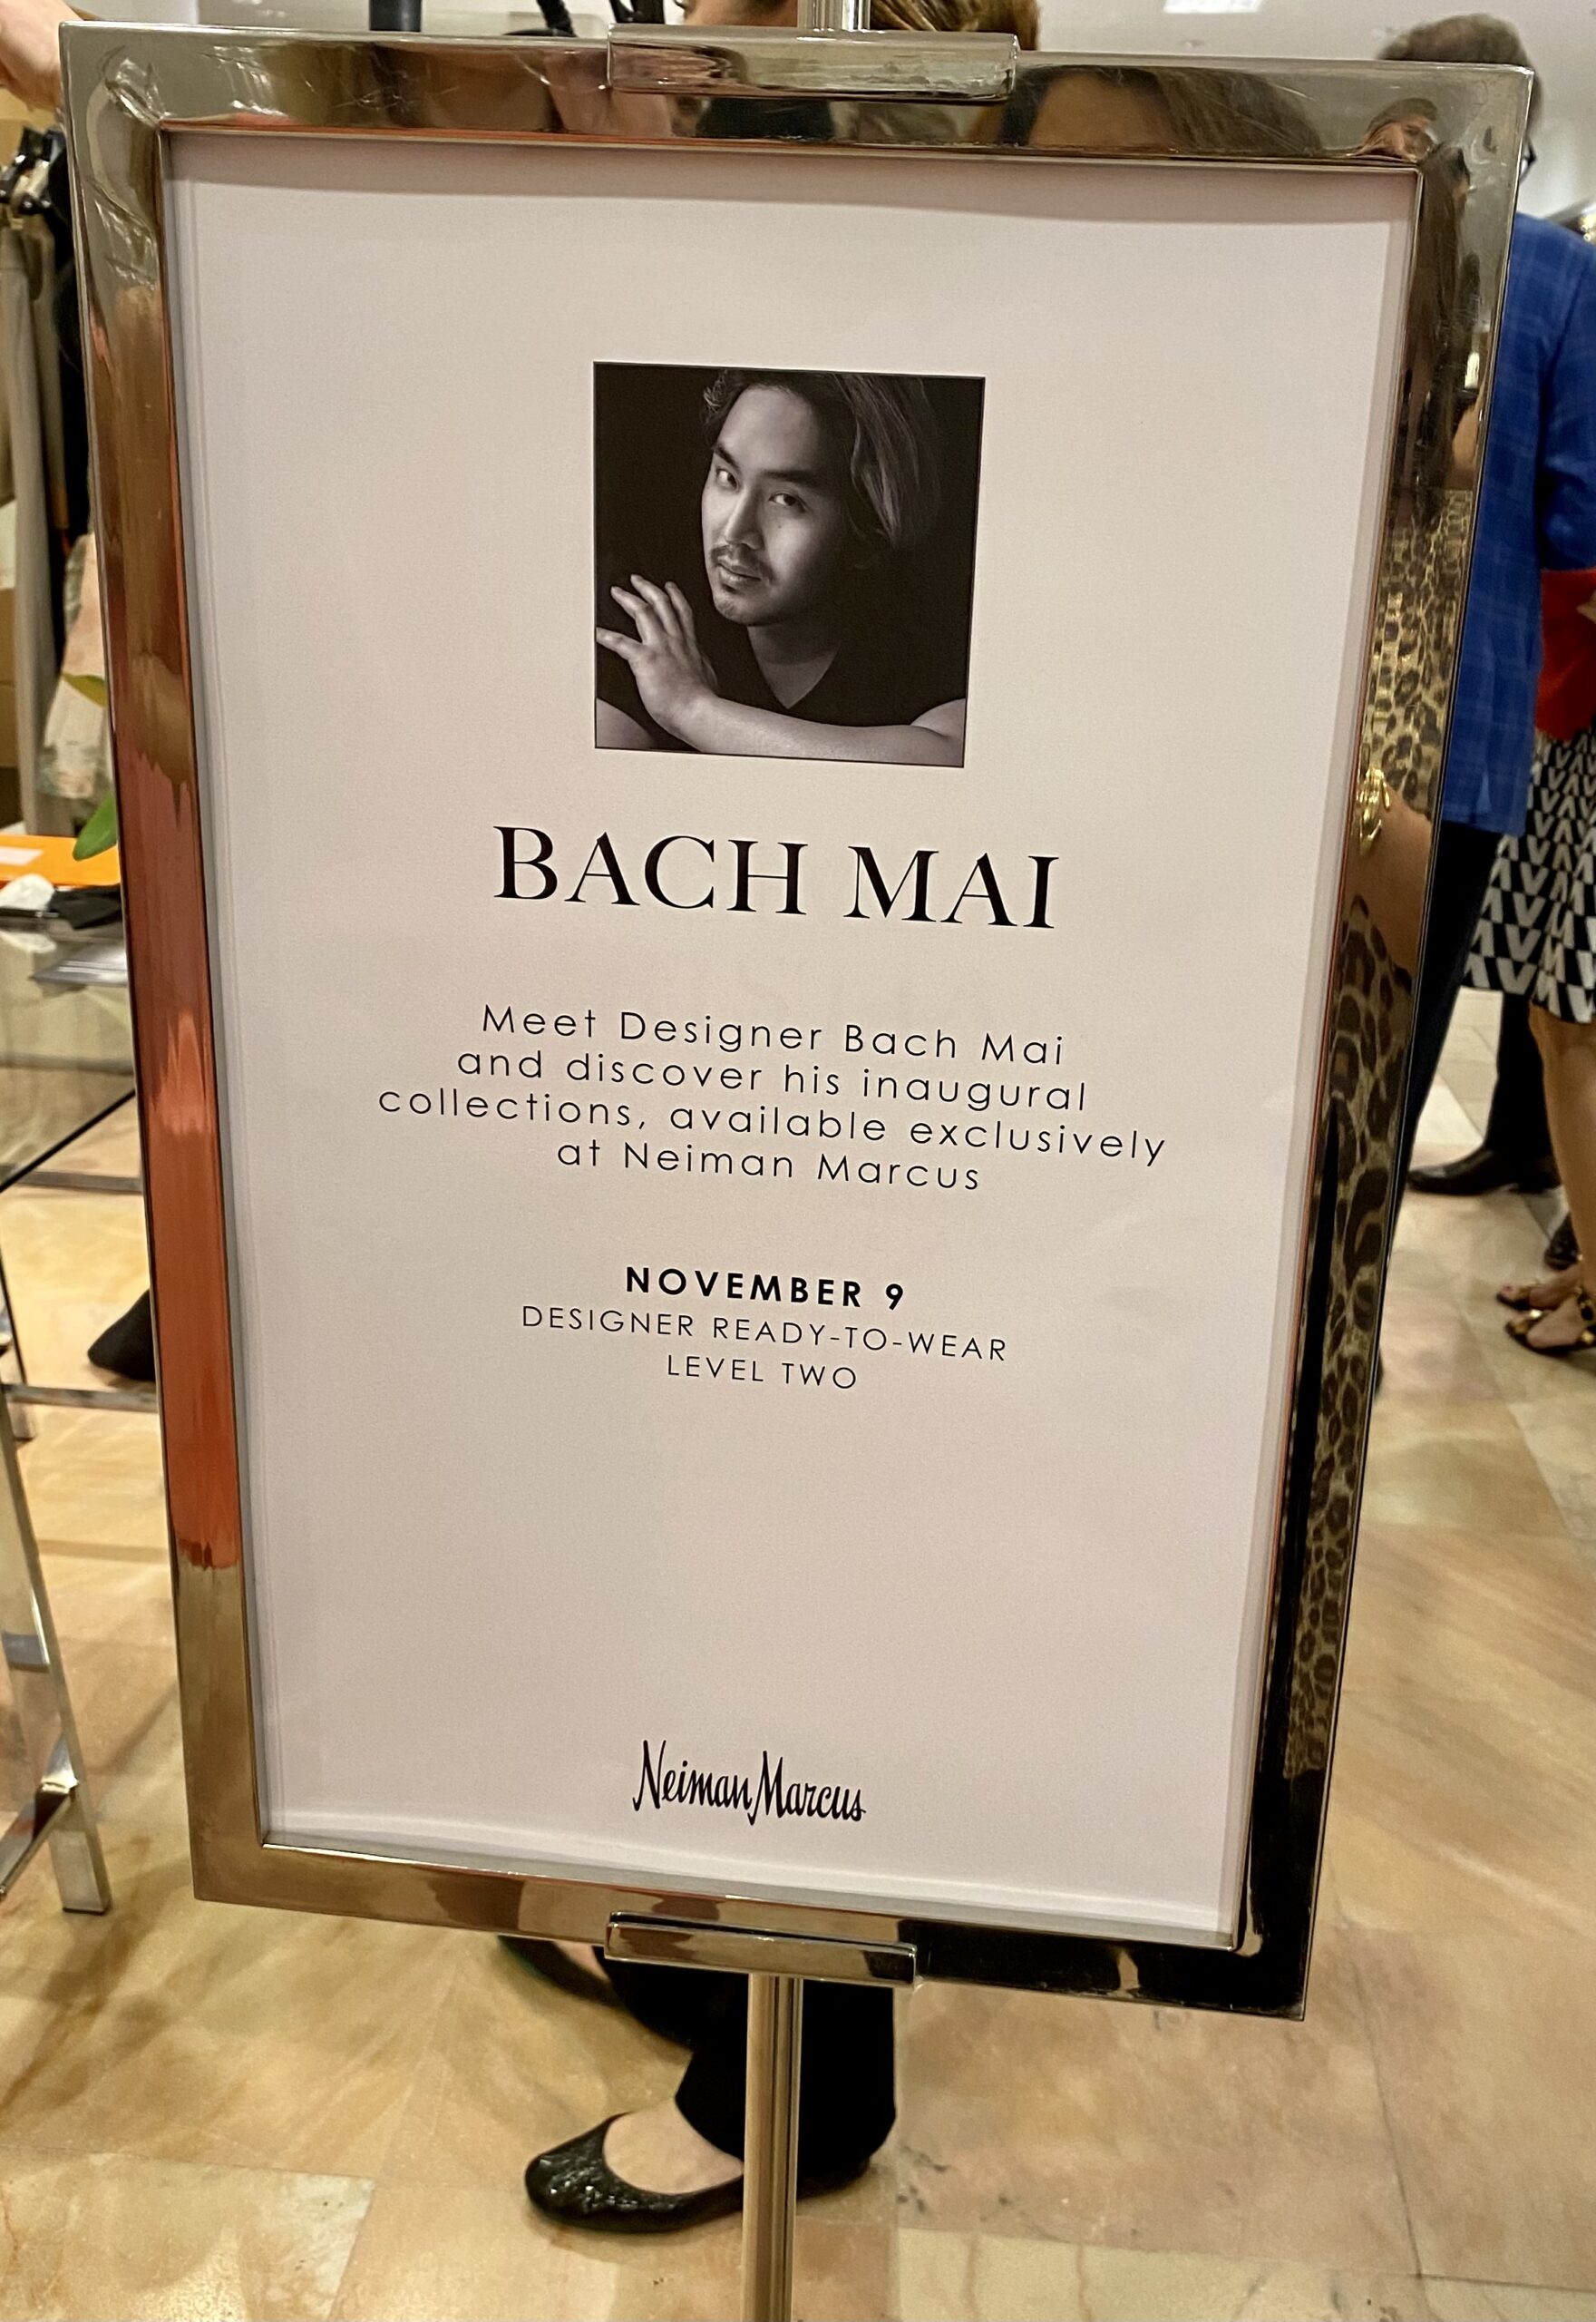 BACH MAI
Meet Designer Bach Mai
and discover his inaugural
collections, available exclusively
at Neiman Marcus
NOVEMBER 9
DESIGNER READY-TO-WEAR
LEVEL TWO
Neiman Marcus